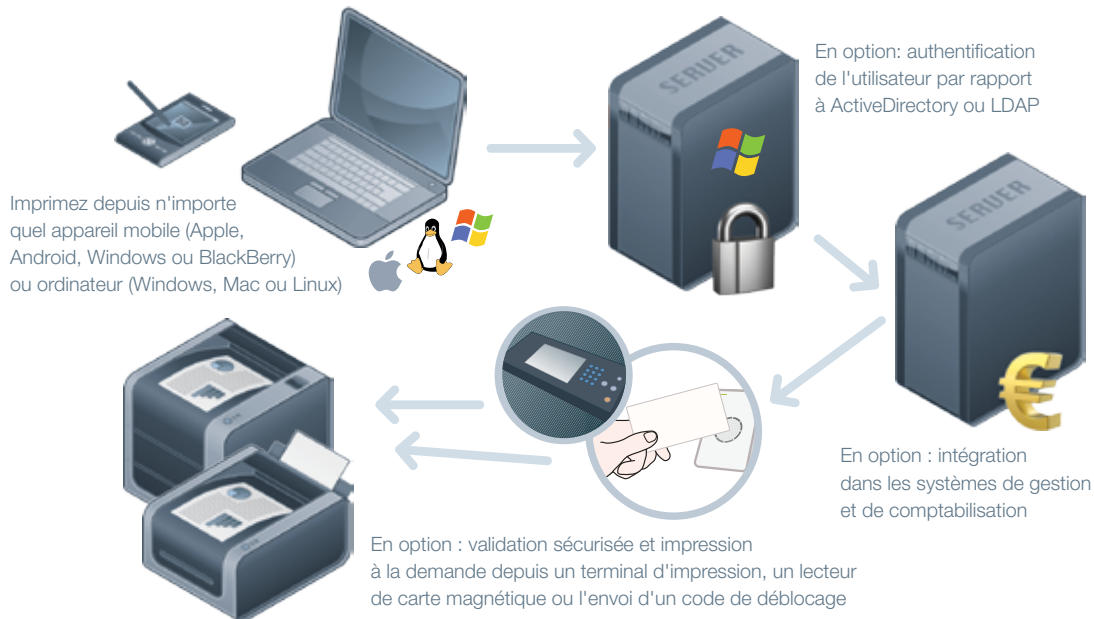 SERVER
En option: authentification
de l'utilisateur par rapport
à ActiveDirectory ou LDAP
Imprimez depuis n'importe
quel appareil mobile (Apple,
Android, Windows ou BlackBerry)
ou ordinateur (Windows, Mac ou Linux)
SERVER
En option : intégration
dans les systèmes de gestion
et de comptabilisation
En option : validation sécurisée et impression
à la demande depuis un terminal d'impression, un lecteur
de carte magnétique ou l'envoi d'un code de déblocage